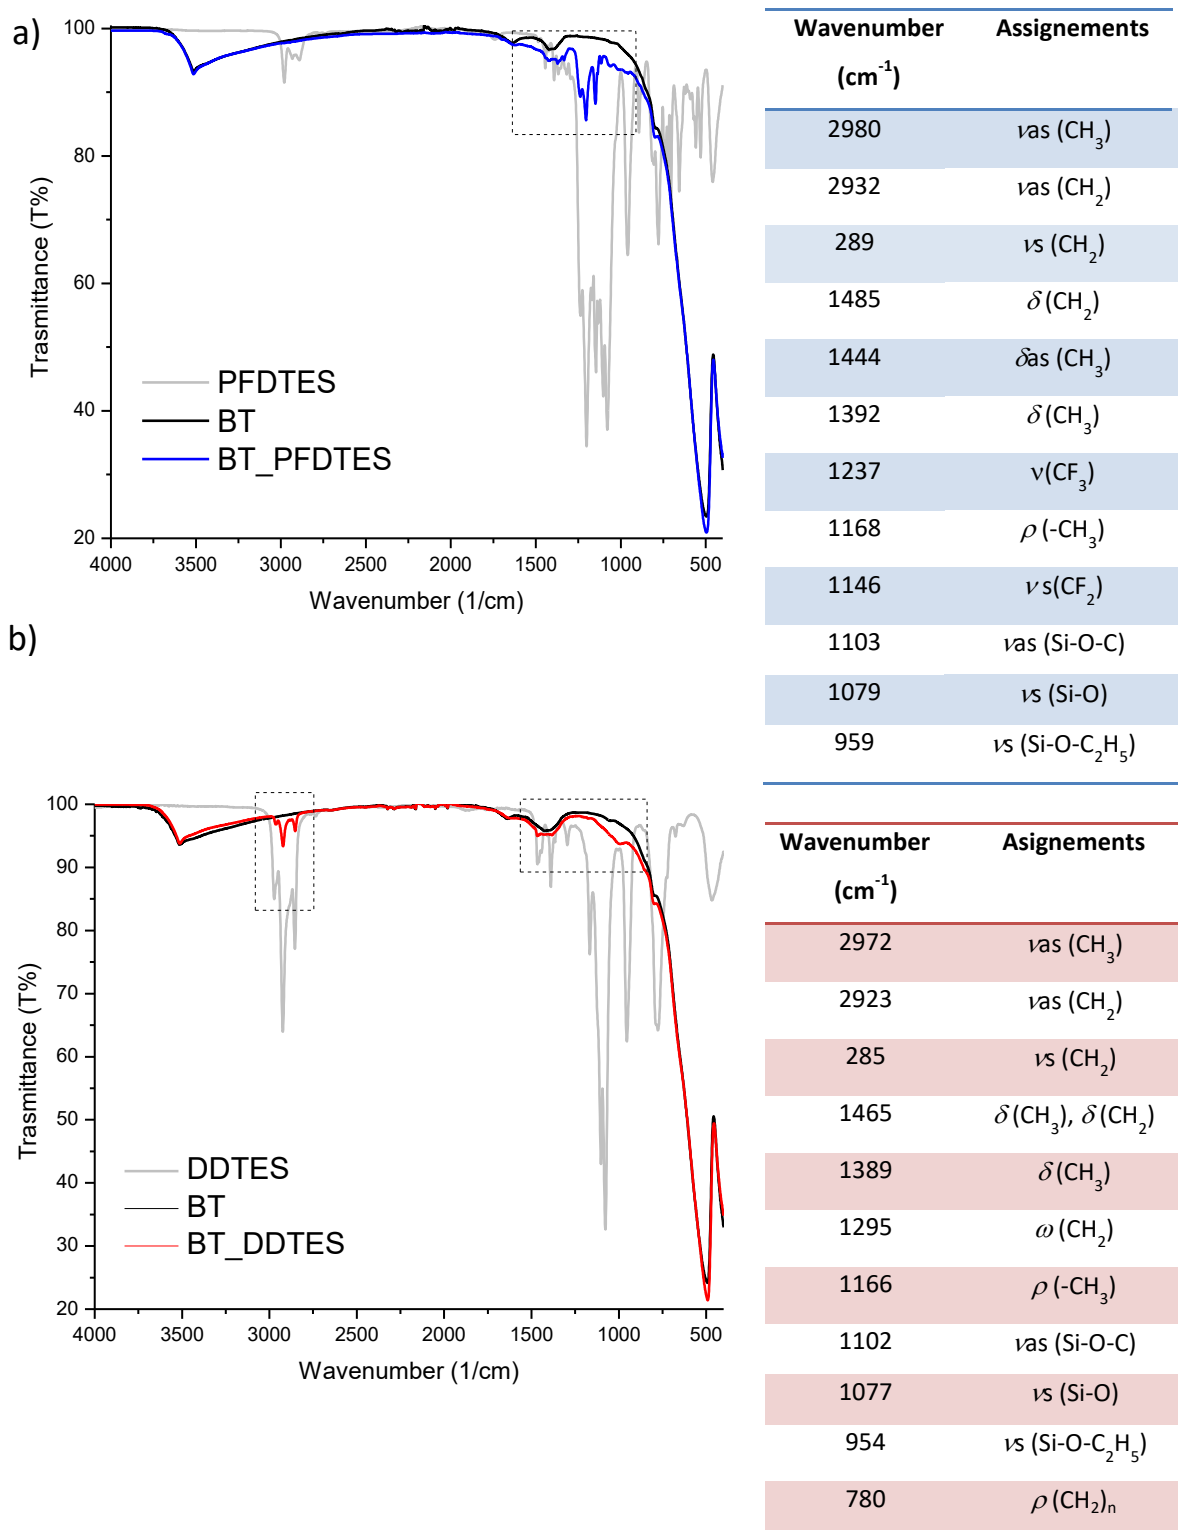 a)
100
80
60
40
20
Trasmittance (T%)
PFDTES
BT
BT_PFDTES
4000 3500 3000 2500 2000 1500 1000 500
Wavenumber (1/cm)
Wavenumber (cm⁻¹) Assignements
2980 νas (CH₃)
2932 νas (CH₂)
289 νs (CH₂)
1485 δ (CH₂)
1444 δas (CH₃)
1392 δ (CH₃)
1237 ν(CF₃)
1168 ρ (-CH₃)
1146 ν s(CF₂)
1103 νas (Si-O-C)
1079 νs (Si-O)
959 νs (Si-O-C₂H₅)
b)
100
90
80
70
60
50
40
30
20
Trasmittance (T%)
DDTES
BT
BT_DDTES
4000 3500 3000 2500 2000 1500 1000 500
Wavenumber (1/cm)
Wavenumber (cm⁻¹) Asignements
2972 νas (CH₃)
2923 νas (CH₂)
285 νs (CH₂)
1465 δ (CH₃), δ (CH₂)
1389 δ (CH₃)
1295 ω (CH₂)
1166 ρ (-CH₃)
1102 νas (Si-O-C)
1077 νs (Si-O)
954 νs (Si-O-C₂H₅)
780 ρ (CH₂)ₙ